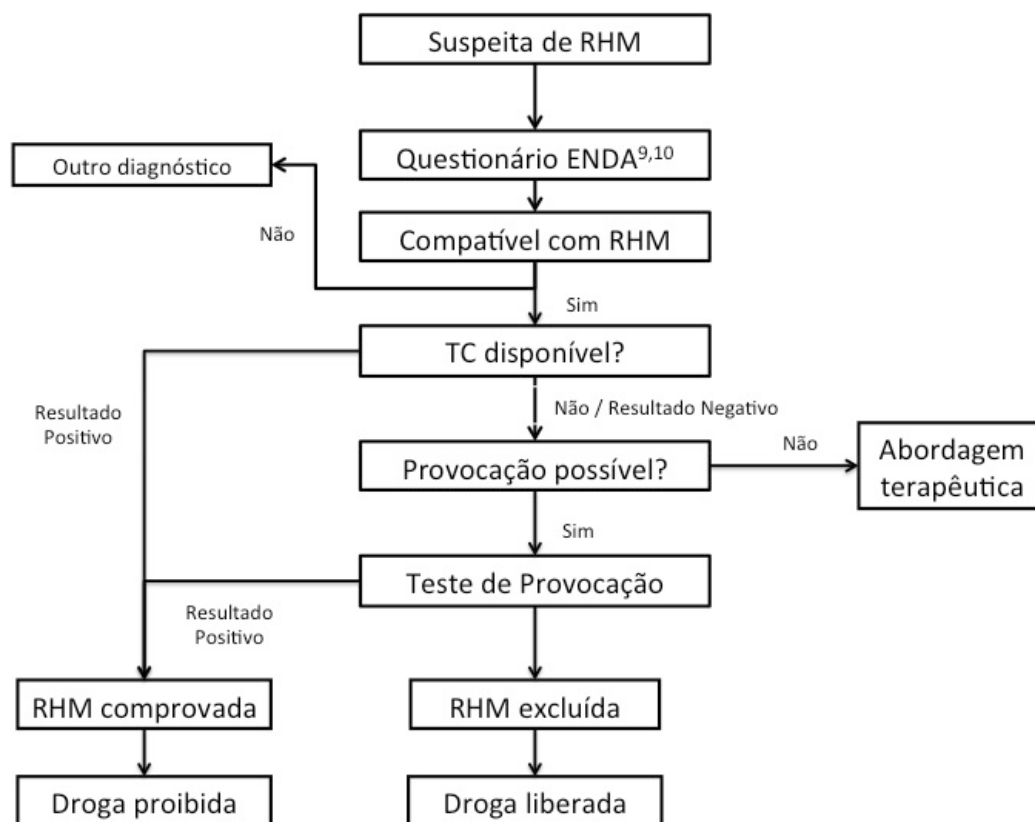 Suspeita de RHM
Questionário ENDA9,10
Outro diagnóstico
Não
Compatível com RHM
Sim
TC disponível?
Resultado
Positivo
Não / Resultado Negativo
Provocação possível?
Não
Abordagem
terapêutica
Sim
Teste de Provocação
Resultado
Positivo
RHM comprovada
RHM excluída
Droga proibida
Droga liberada